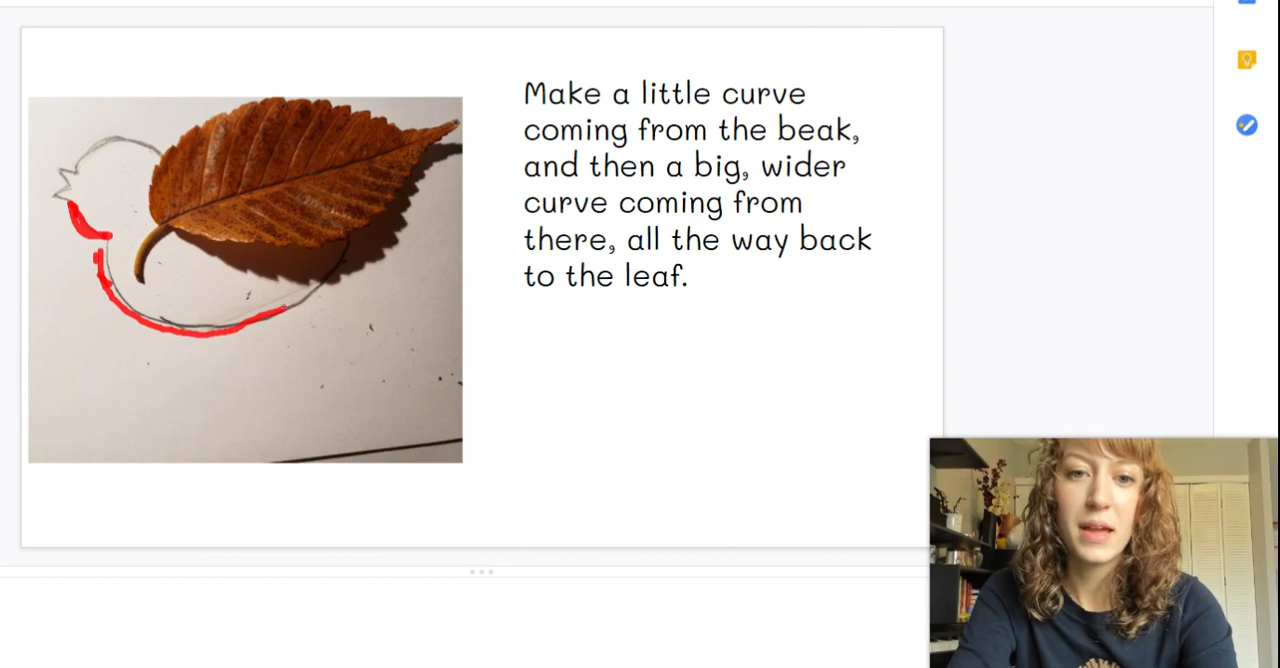 Make a little curve
coming from the beak,
and then a big, wider
curve coming from
there, all the way back
to the leaf.